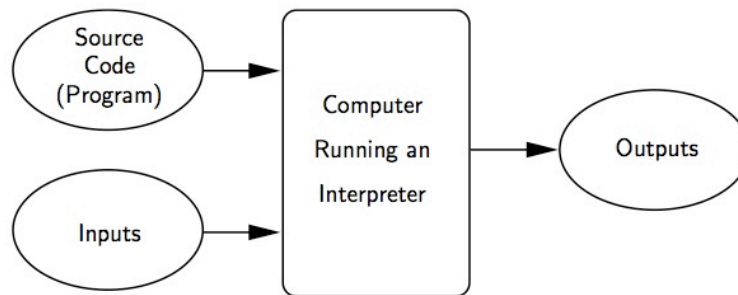 Source
Code
(Program)
Computer
Running an
Interpreter
Inputs
Outputs